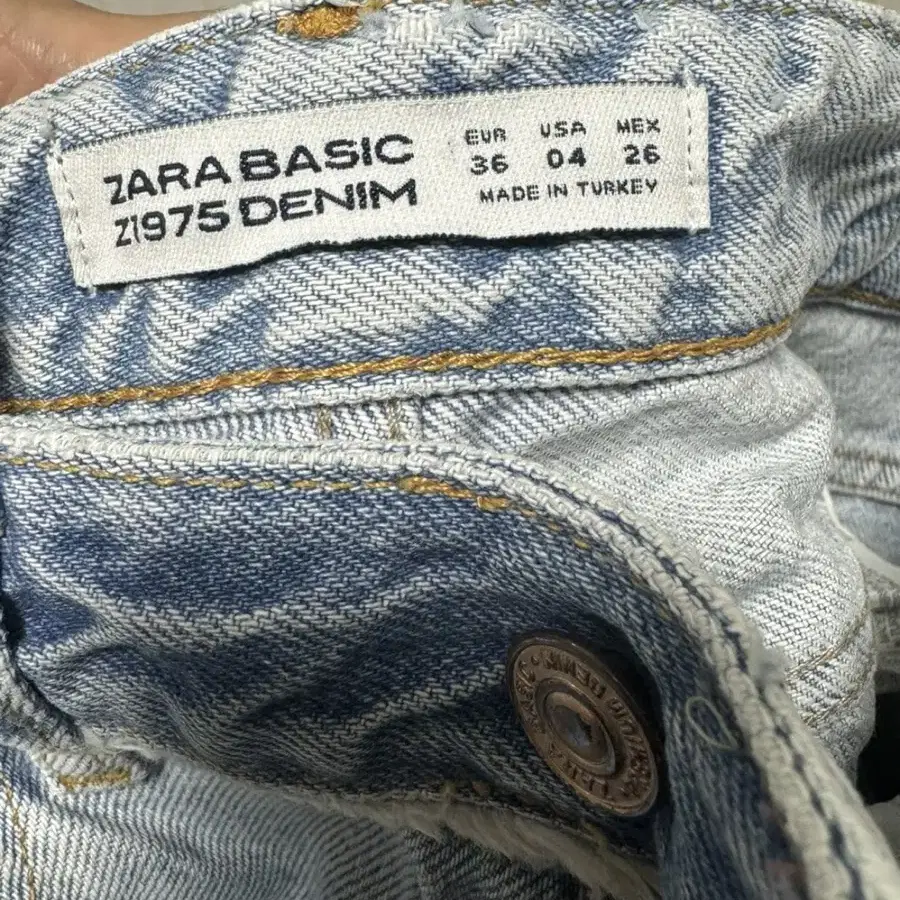 ZARA BASIC
Z1975 DENIM
EUR USA MEX
36 04 26
MADE IN TURKEY